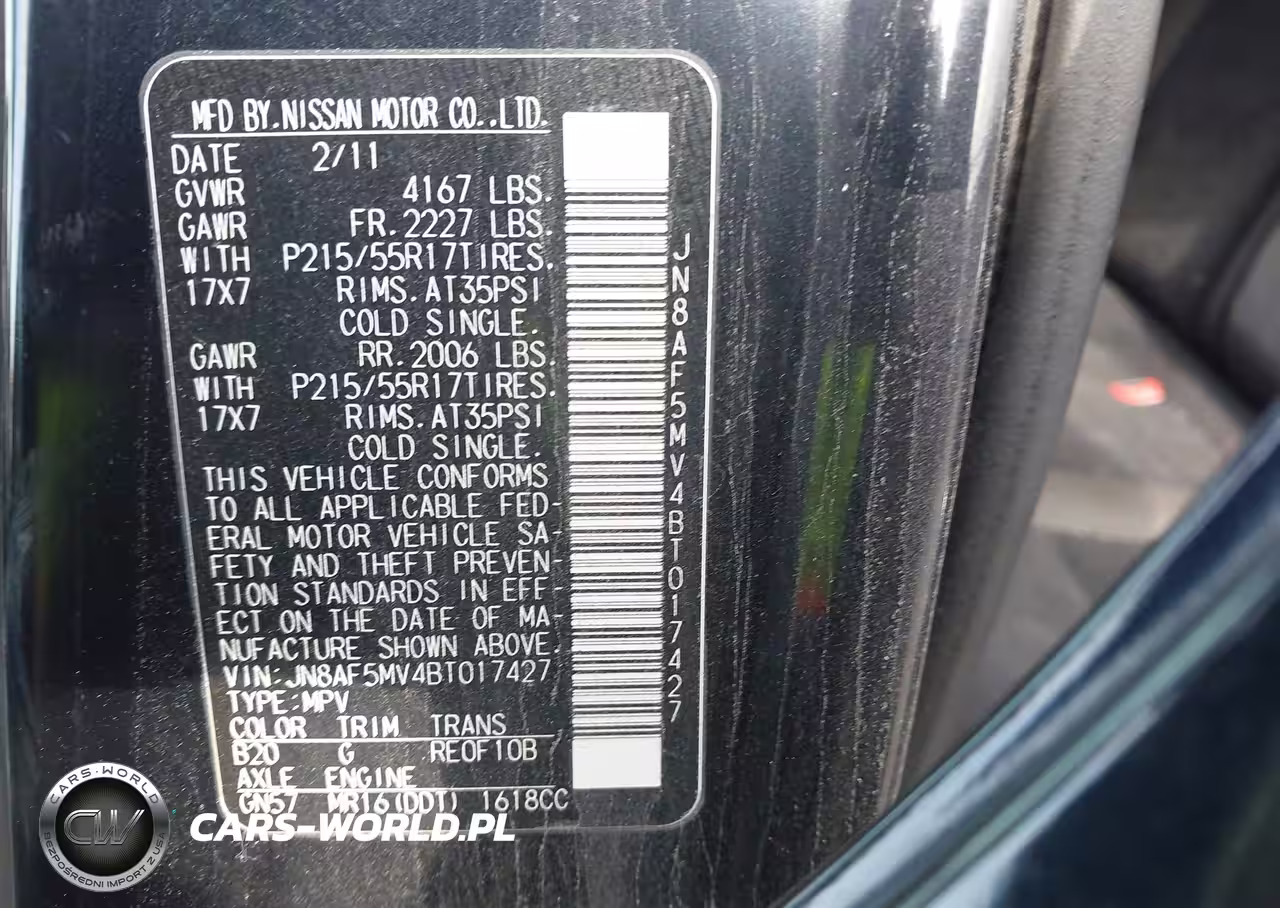 MFD BY.NISSAN MOTOR CO.,LTD.
DATE 2/11
GVWR 4167 LBS.
GAWR FR.2227 LBS.
WITH P215/55R17TIRES.
17X7 RIMS.AT35PSI
COLD SINGLE.
GAWR RR.2006 LBS.
WITH P215/55R17TIRES.
17X7 RIMS.AT35PSI
COLD SINGLE.
THIS VEHICLE CONFORMS
TO ALL APPLICABLE FED-
ERAL MOTOR VEHICLE SA-
FETY AND THEFT PREVEN-
TION STANDARDS IN EFF-
ECT ON THE DATE OF MA-
NUFACTURE SHOWN ABOVE.
VIN:JN8AF5MV4BT017427
TYPE:MPV
COLOR TRIM TRANS
B20 G RE0F10B
AXLE ENGINE
GN57 MR16(DDT) 1618CC
JN8AF5MV4BT017427
CARS-WORLD
CW
BEZPOŚREDNI IMPORT Z USA
CARS-WORLD.PL